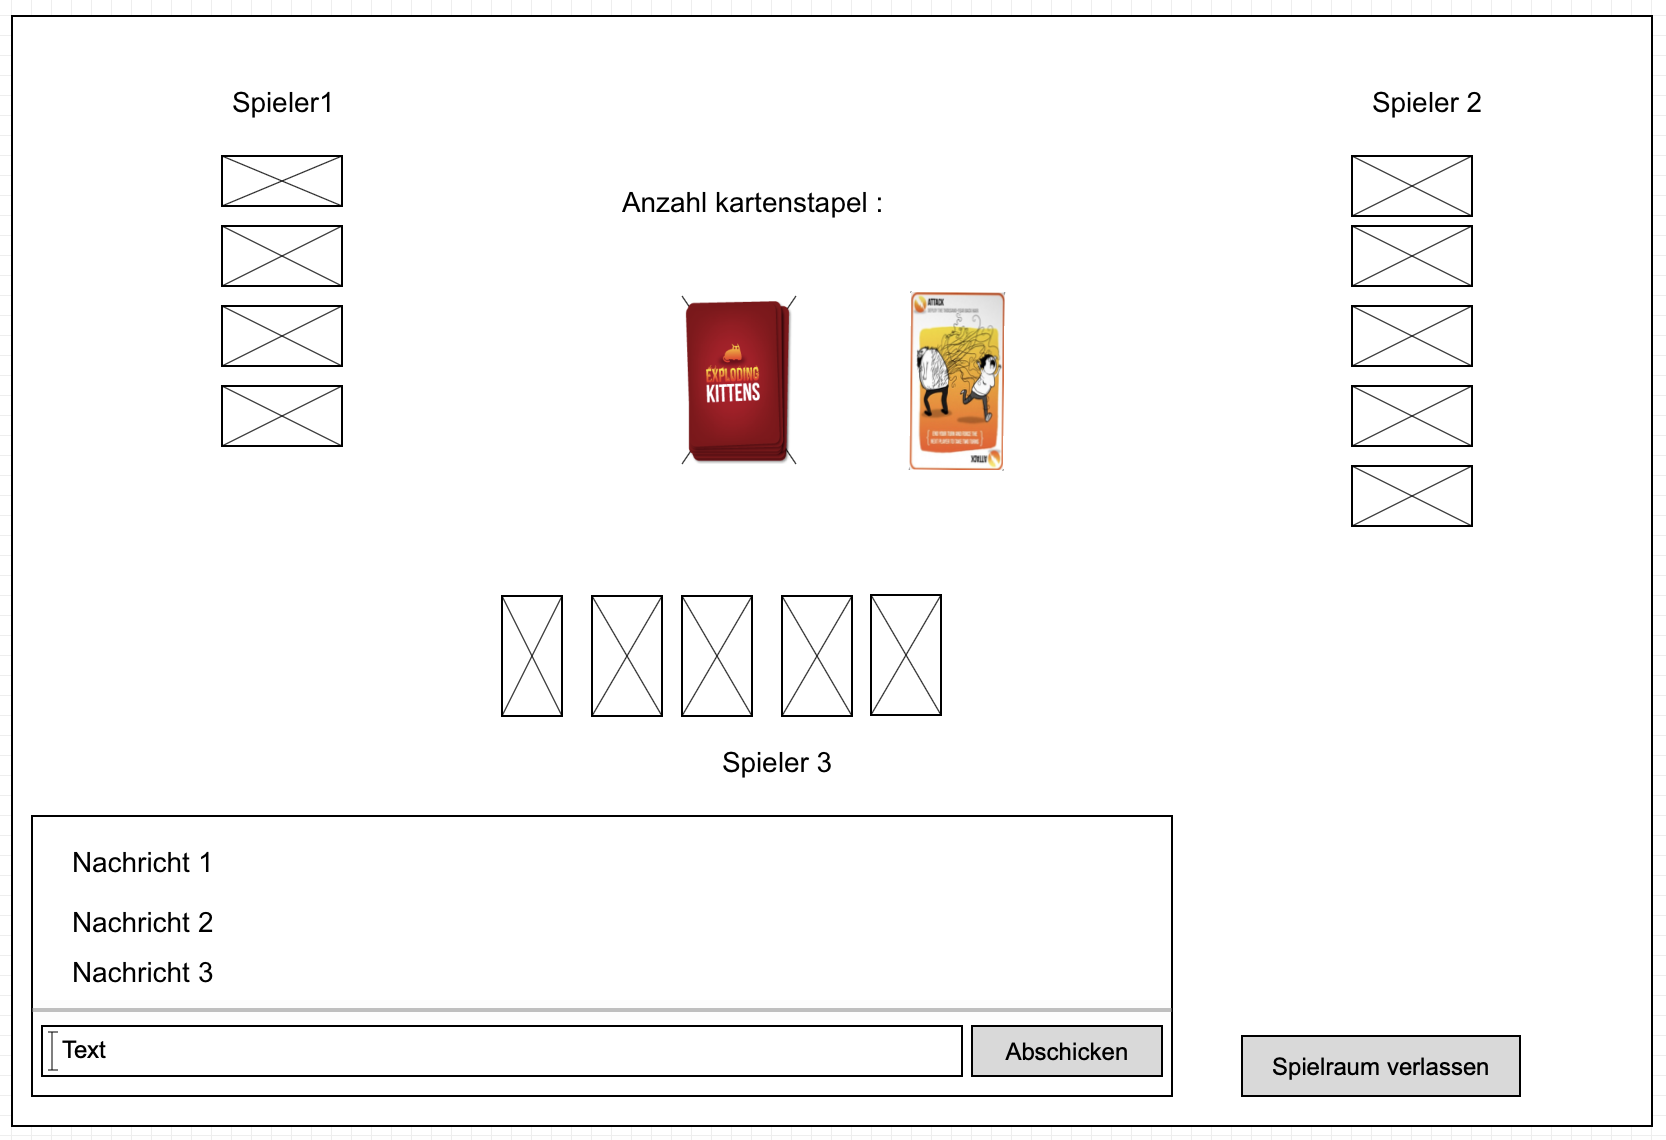 Spieler1
Spieler 2
Anzahl kartenstapel :
EXPLODING
KITTENS
ATTACK
ATTACK
Spieler 3
Nachricht 1
Nachricht 2
Nachricht 3
Text
Abschicken
Spielraum verlassen